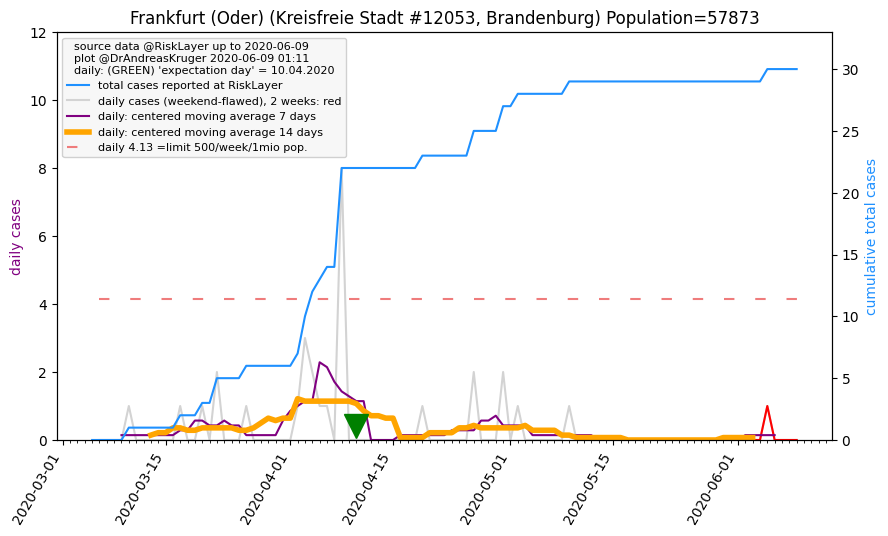 Frankfurt (Oder) (Kreisfreie Stadt #12053, Brandenburg) Population=57873
source data @RiskLayer up to 2020-06-09
plot @DrAndreasKruger 2020-06-09 01:11
daily: (GREEN) 'expectation day' = 10.04.2020
total cases reported at RiskLayer
daily cases (weekend-flawed), 2 weeks: red
daily: centered moving average 7 days
daily: centered moving average 14 days
daily 4.13 =limit 500/week/1mio pop.
daily cases
12
10
8
6
4
2
0
30
25
20
15
10
5
0
cumulative total cases
2020-03-01
2020-03-15
2020-04-01
2020-04-15
2020-05-01
2020-05-15
2020-06-01